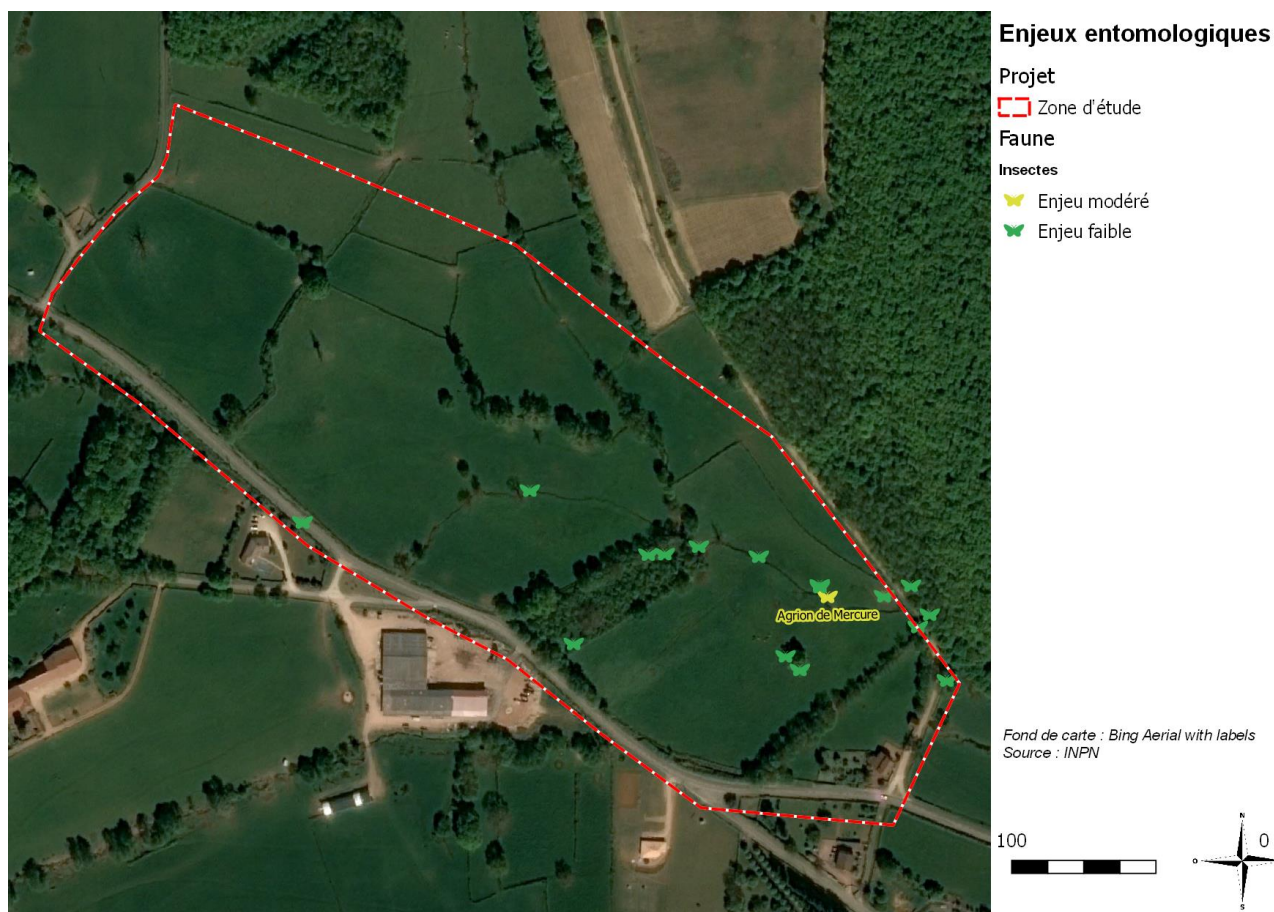 Enjeux entomologiques
Projet
Zone d'étude
Faune
Insectes
Enjeu modéré
Enjeu faible
Agrion de Mercure
Fond de carte : Bing Aerial with labels
Source : INPN
100
0
N
O
S